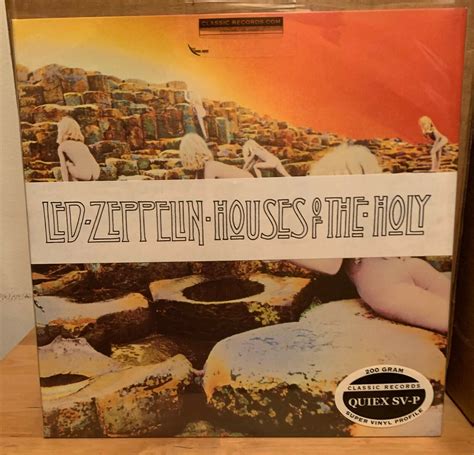 CLASSIC RECORDS.COM
LED·ZEPPELIN·HOUSES OF THE·HOLY
200 GRAM
CLASSIC RECORDS
QUIEX SV-P
SUPER VINYL PROFILE